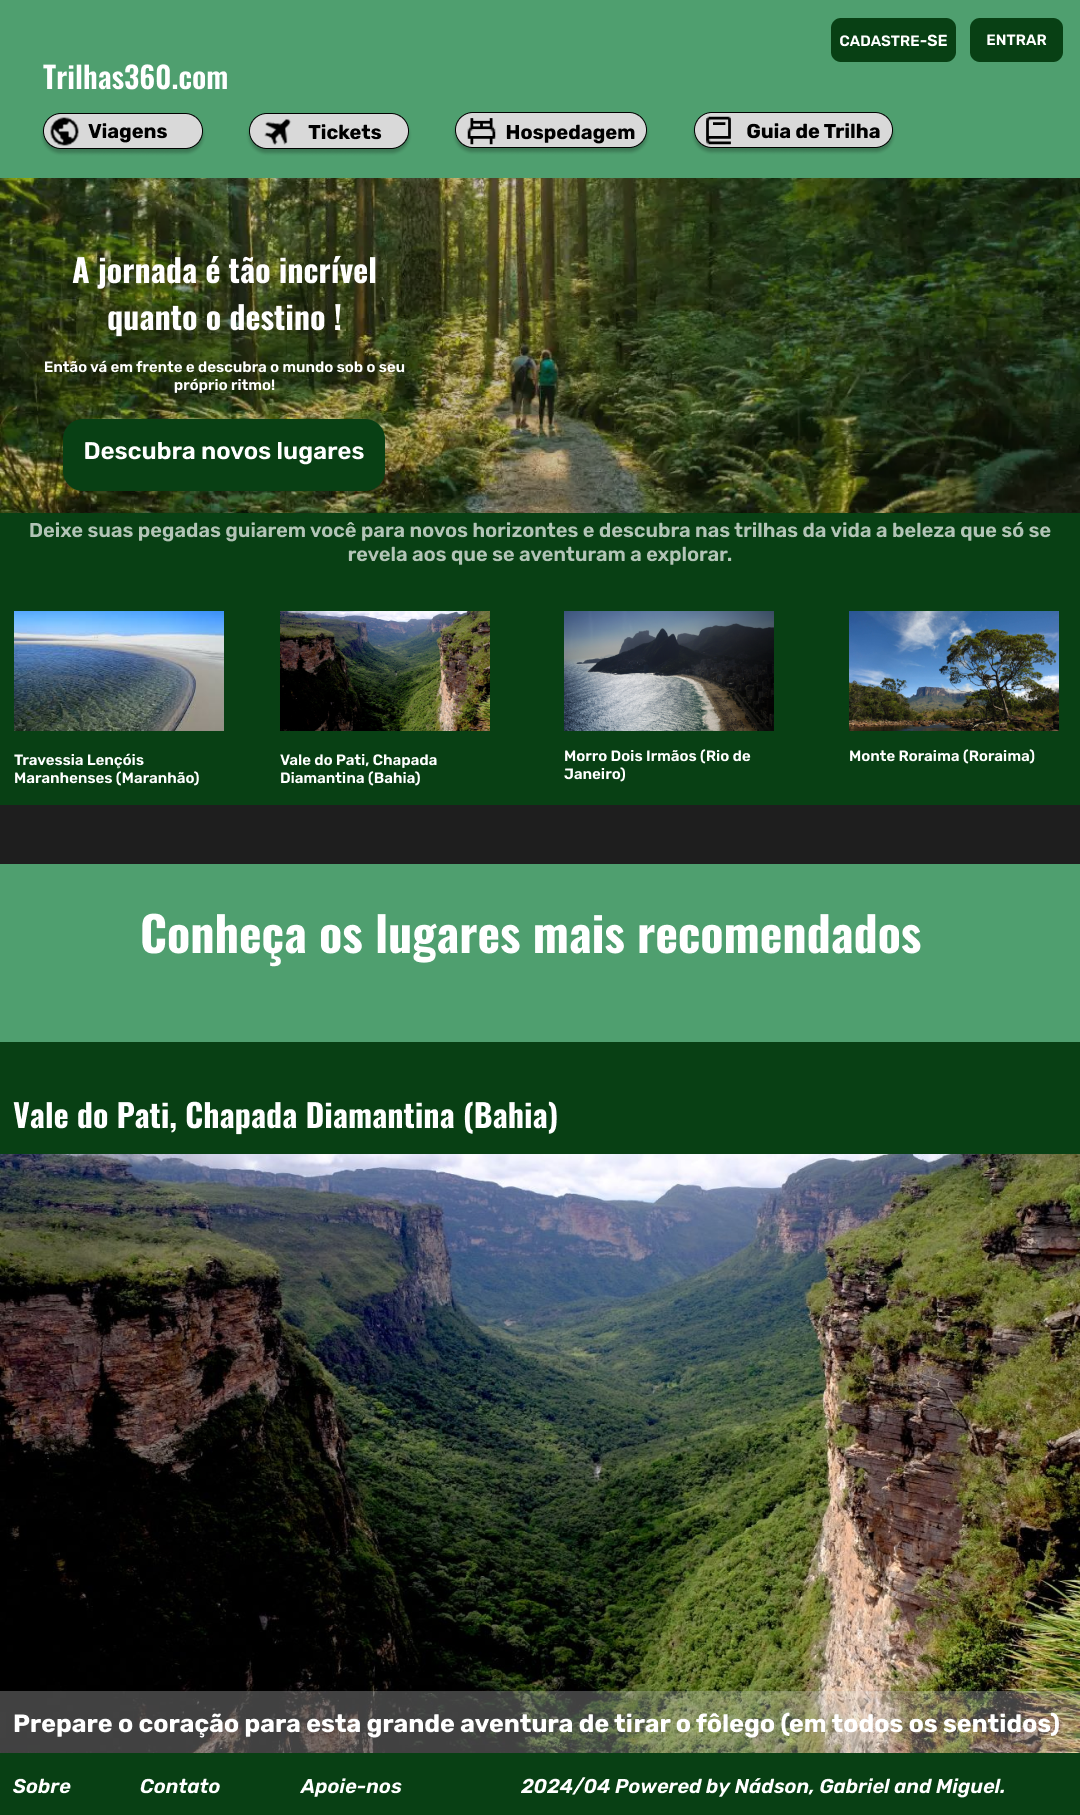 CADASTRE-SE
ENTRAR
Trilhas360.com
Viagens
Tickets
Hospedagem
Guia de Trilha
A jornada é tão incrível
quanto o destino !
Então vá em frente e descubra o mundo sob o seu
próprio ritmo!
Descubra novos lugares
Deixe suas pegadas guiarem você para novos horizontes e descubra nas trilhas da vida a beleza que só se
revela aos que se aventuram a explorar.
Travessia Lençóis
Maranhenses (Maranhão)
Vale do Pati, Chapada
Diamantina (Bahia)
Morro Dois Irmãos (Rio de
Janeiro)
Monte Roraima (Roraima)
Conheça os lugares mais recomendados
Vale do Pati, Chapada Diamantina (Bahia)
Prepare o coração para esta grande aventura de tirar o fôlego (em todos os sentidos)
Sobre
Contato
Apoie-nos
2024/04 Powered by Nádson, Gabriel and Miguel.